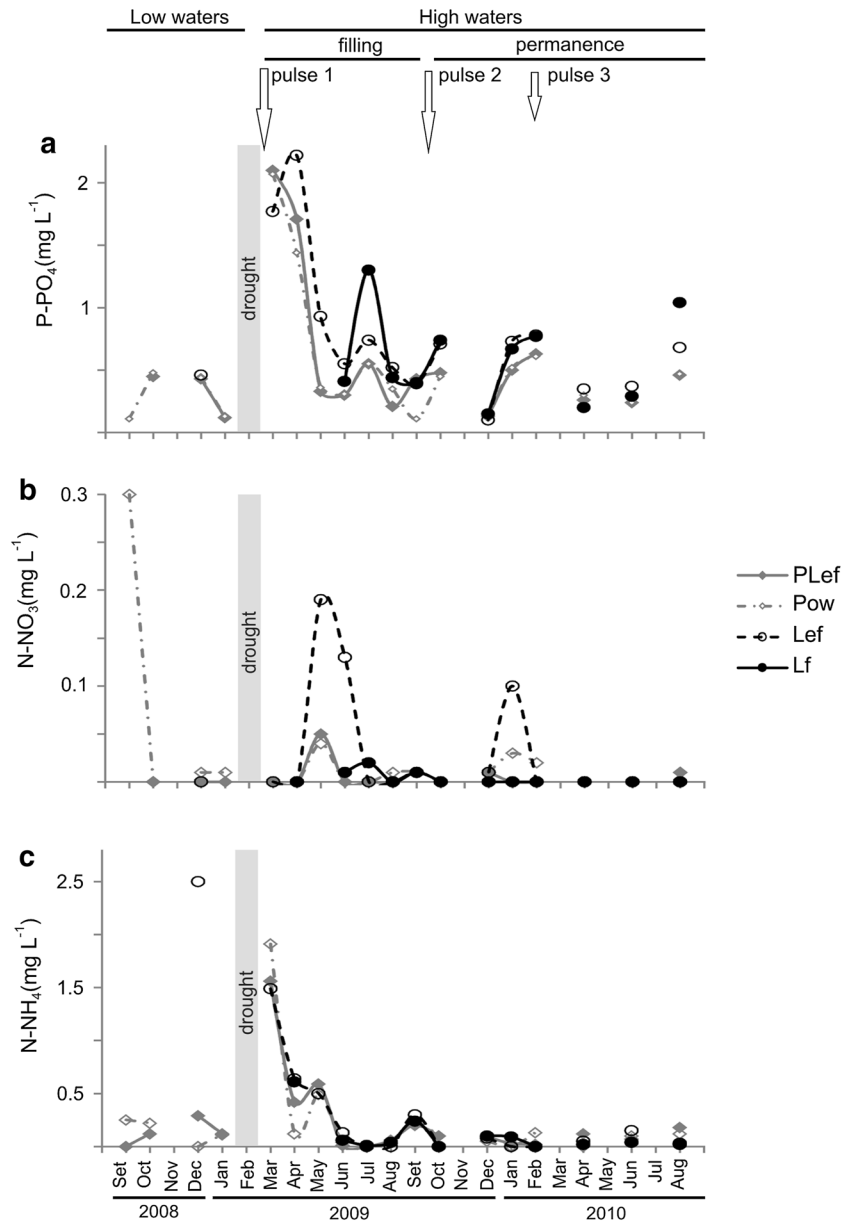 Low waters High waters
filling permanence
pulse 1 pulse 2 pulse 3
a
P-PO₄(mg L⁻¹)
2
1
drought
b
N-NO₃(mg L⁻¹)
0.3
0.2
0.1
drought
PLef
Pow
Lef
Lf
c
N-NH₄(mg L⁻¹)
2.5
1.5
0.5
drought
Set Oct Nov Dec Jan Feb Mar Apr May Jun Jul Aug Set Oct Nov Dec Jan Feb Mar Apr May Jun Jul Aug
2008 2009 2010